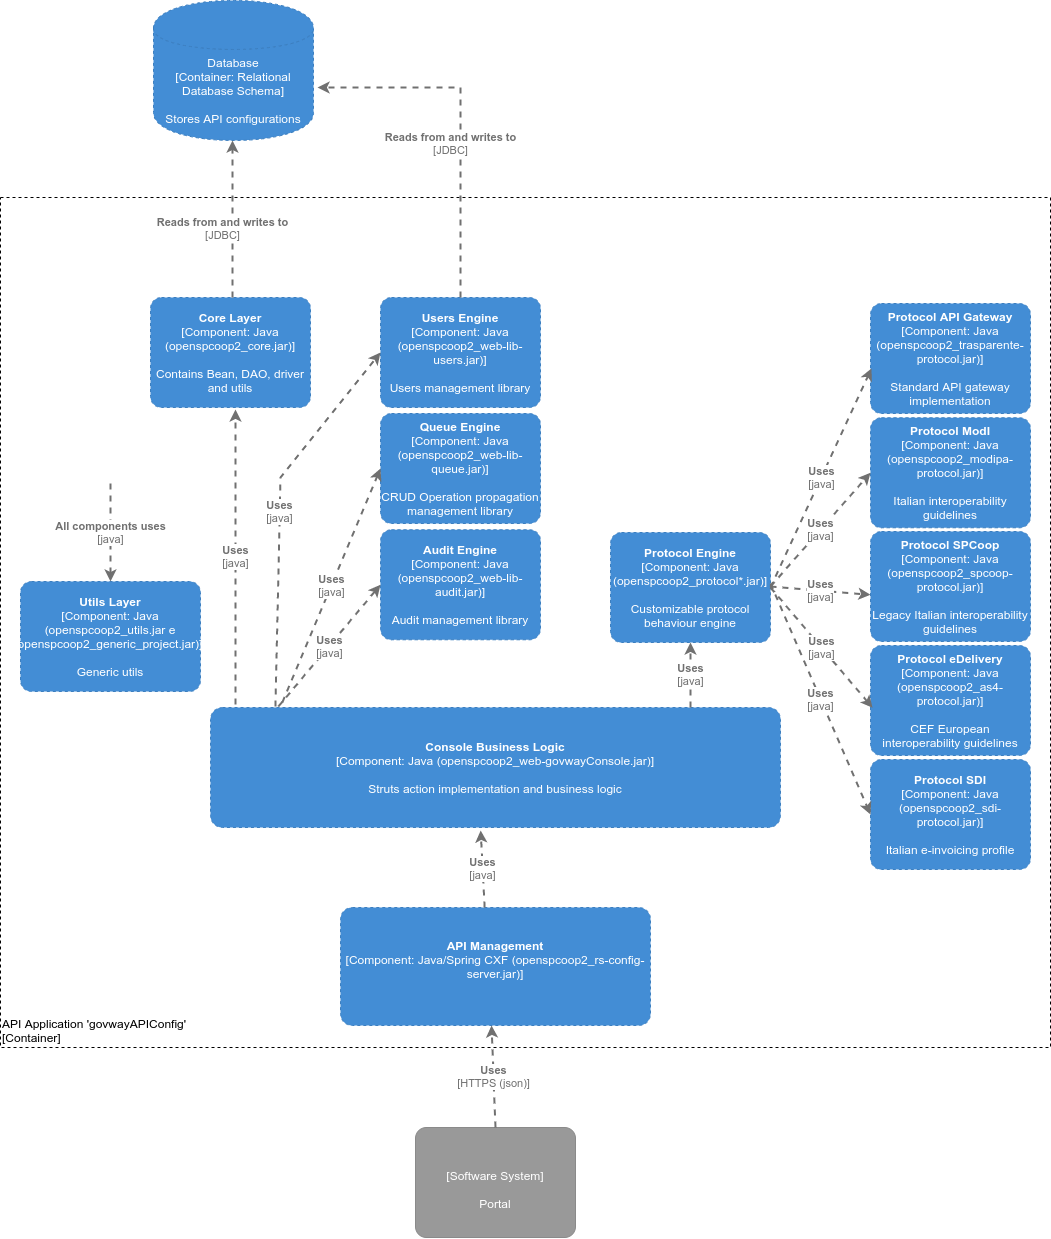 Database
[Container: Relational
Database Schema]
Stores API configurations
Reads from and writes to
[JDBC]
Reads from and writes to
[JDBC]
Core Layer
[Component: Java
(openspcoop2_core.jar)]
Contains Bean, DAO, driver
and utils
Users Engine
[Component: Java
(openspcoop2_web-lib-
users.jar)]
Users management library
Queue Engine
[Component: Java
(openspcoop2_web-lib-
queue.jar)]
CRUD Operation propagation
management library
Audit Engine
[Component: Java
(openspcoop2_web-lib-
audit.jar)]
Audit management library
Protocol API Gateway
[Component: Java
(openspcoop2_trasparente-
protocol.jar)]
Standard API gateway
implementation
Protocol ModI
[Component: Java
(openspcoop2_modipa-
protocol.jar)]
Italian interoperability
guidelines
Protocol SPCoop
[Component: Java
(openspcoop2_spcoop-
protocol.jar)]
Legacy Italian interoperability
guidelines
Protocol eDelivery
[Component: Java
(openspcoop2_as4-
protocol.jar)]
CEF European
interoperability guidelines
Protocol SDI
[Component: Java
(openspcoop2_sdi-
protocol.jar)]
Italian e-invoicing profile
Protocol Engine
[Component: Java
(openspcoop2_protocol*.jar)]
Customizable protocol
behaviour engine
Uses
[java]
Uses
[java]
Uses
[java]
Uses
[java]
Uses
[java]
All components uses
[java]
Utils Layer
[Component: Java
(openspcoop2_utils.jar e
openspcoop2_generic_project.jar)]
Generic utils
Uses
[java]
Uses
[java]
Uses
[java]
Uses
[java]
Uses
[java]
Console Business Logic
[Component: Java (openspcoop2_web-govwayConsole.jar)]
Struts action implementation and business logic
Uses
[java]
API Management
[Component: Java/Spring CXF (openspcoop2_rs-config-
server.jar)]
API Application 'govwayAPIConfig'
[Container]
Uses
[HTTPS (json)]
[Software System]
Portal